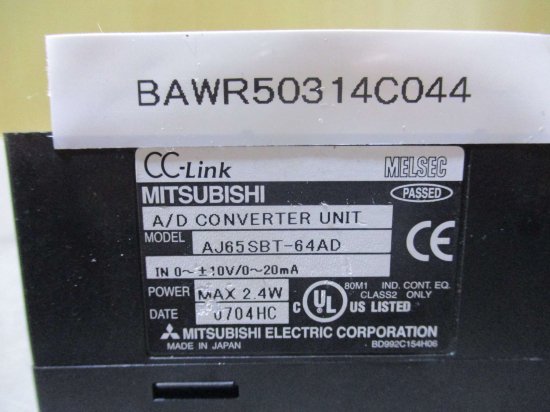 BAWR50314C044
CC-Link MELSEC
MITSUBISHI PASSED
A/D CONVERTER UNIT
MODEL AJ65SBT-64AD
CE
IN 0～±10V/0～20mA
POWER MAX 2.4W
80M1 IND. CONT. EQ.
CLASS2 ONLY
DATE 0704HC
C UL US LISTED
MITSUBISHI ELECTRIC CORPORATION
MADE IN JAPAN BD992C154H06